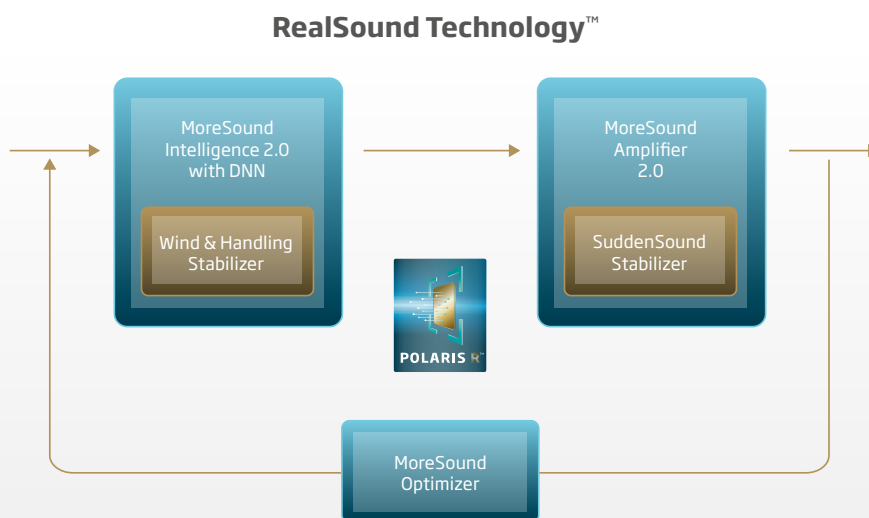 RealSound Technology™
MoreSound
Intelligence 2.0
with DNN
Wind & Handling
Stabilizer
MoreSound
Amplifier
2.0
SuddenSound
Stabilizer
POLARIS R™
MoreSound
Optimizer